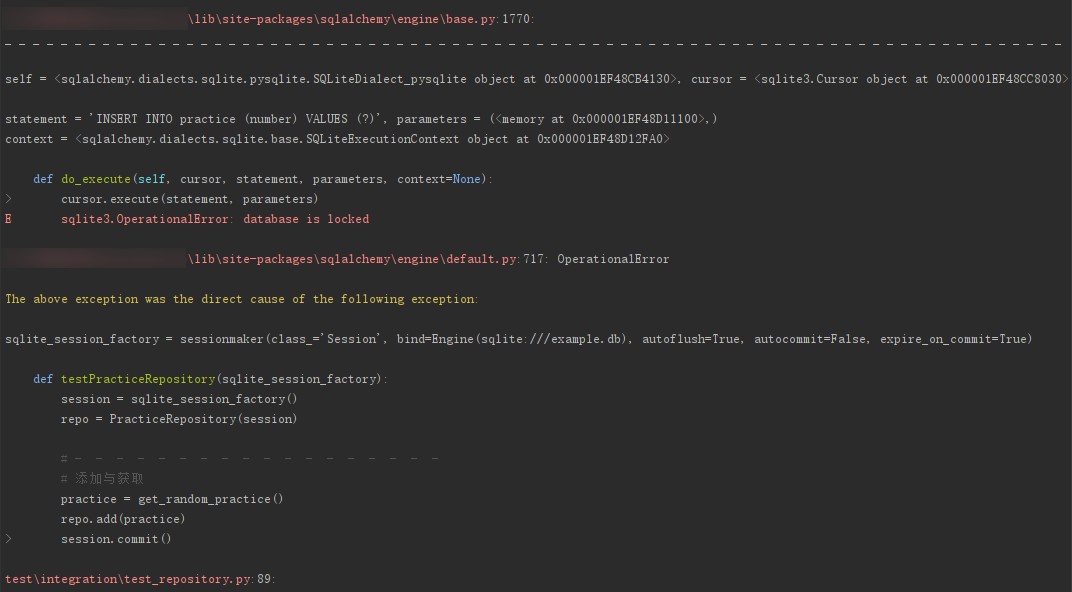 \lib\site-packages\sqlalchemy\engine\base.py:1770:
- - - - - - - - - - - - - - - - - - - - - - - - - - - - - - - - - - - - - - - - - - - - - - - - - - - - - - - - - - - - - - - - - - - - - - - - - - - -
self = <sqlalchemy.dialects.sqlite.pysqlite.SQLiteDialect_pysqlite object at 0x000001EF48CB4130>, cursor = <sqlite3.Cursor object at 0x000001EF48CC8030>
statement = 'INSERT INTO practice (number) VALUES (?)', parameters = (<memory at 0x000001EF48D11100>,)
context = <sqlalchemy.dialects.sqlite.base.SQLiteExecutionContext object at 0x000001EF48D12FA0>
def do_execute(self, cursor, statement, parameters, context=None):
> cursor.execute(statement, parameters)
E sqlite3.OperationalError: database is locked
\lib\site-packages\sqlalchemy\engine\default.py:717: OperationalError
The above exception was the direct cause of the following exception:
sqlite_session_factory = sessionmaker(class_='Session', bind=Engine(sqlite:///example.db), autoflush=True, autocommit=False, expire_on_commit=True)
def testPracticeRepository(sqlite_session_factory):
session = sqlite_session_factory()
repo = PracticeRepository(session)
# - - - - - - - - - - - - - - - - - -
# 添加与获取
practice = get_random_practice()
repo.add(practice)
> session.commit()
test\integration\test_repository.py:89: